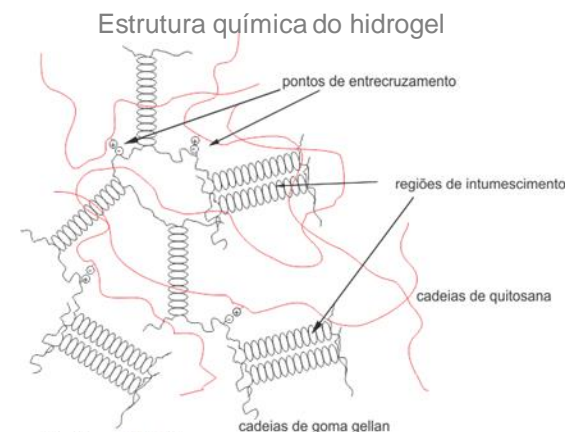 Estrutura química do hidrogel
pontos de entrecruzamento
regiões de intumescimento
cadeias de quitosana
cadeias de goma gellan